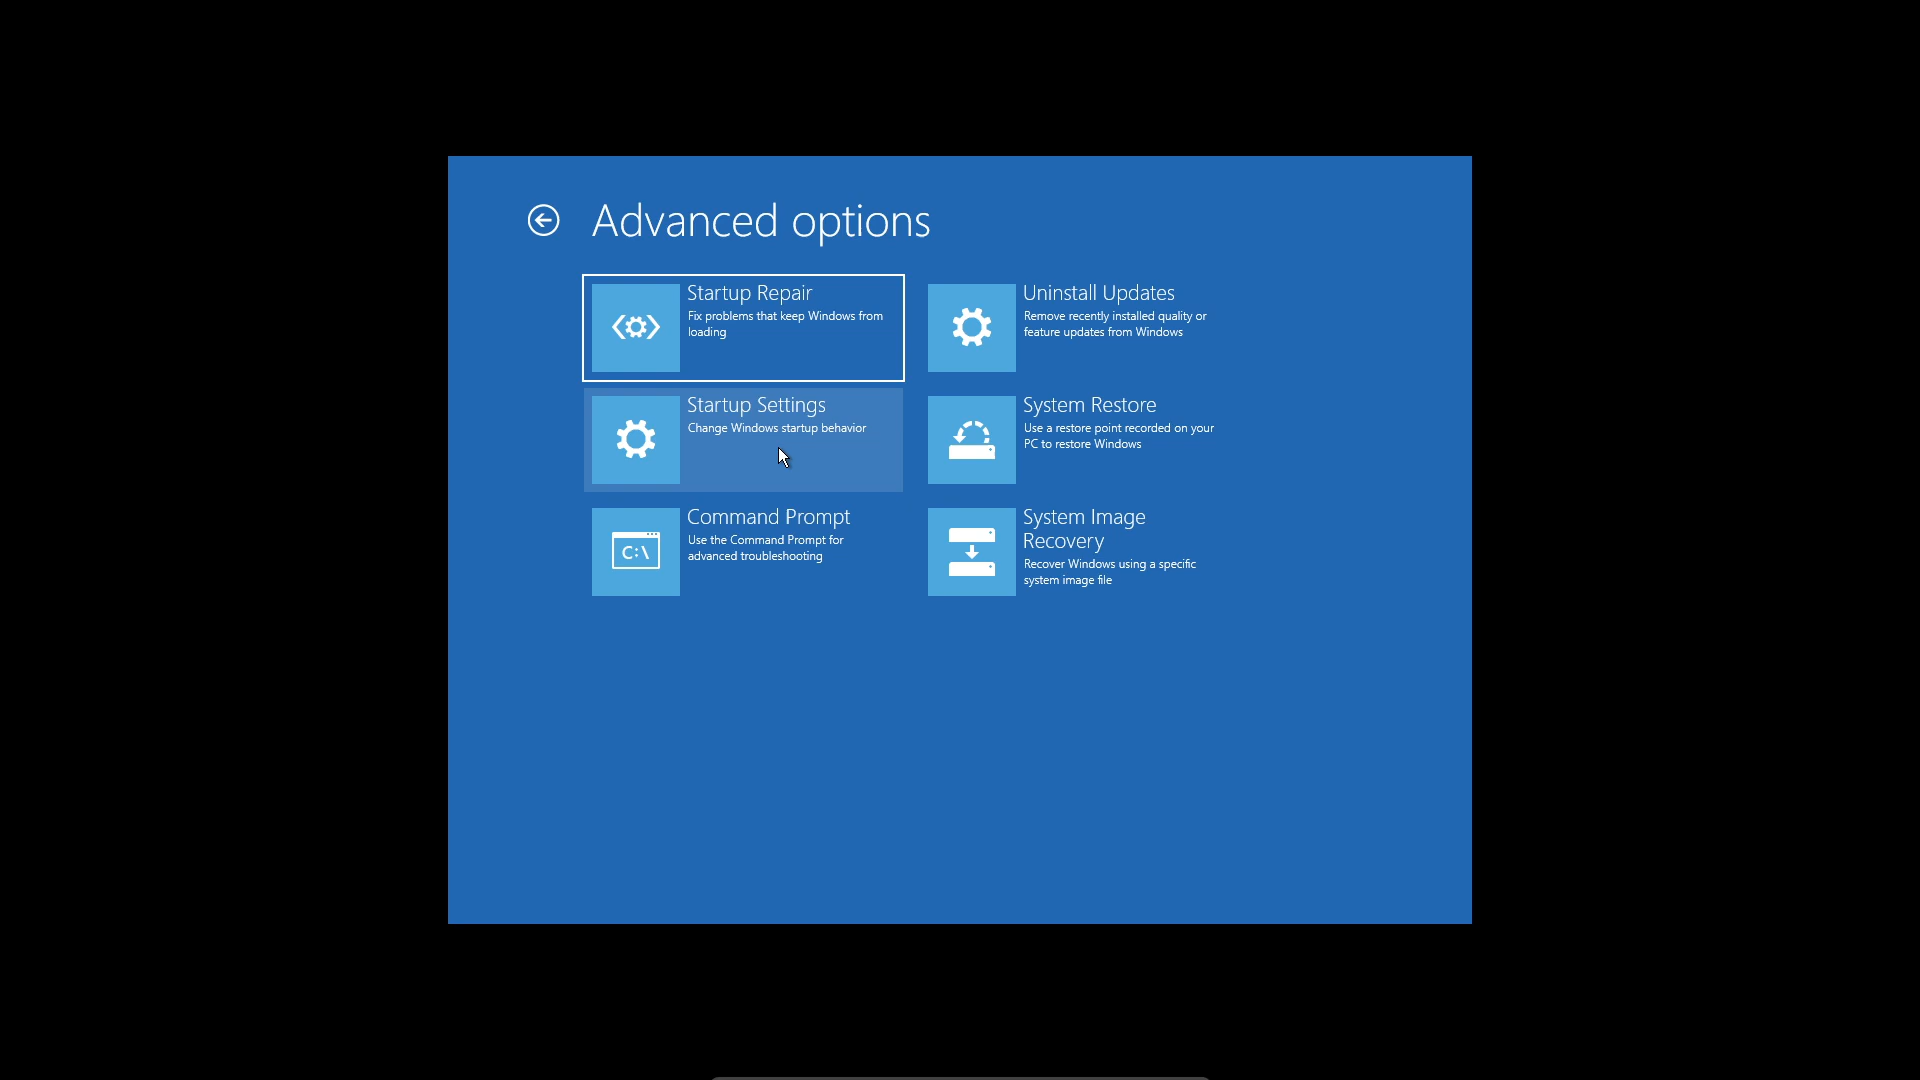 Advanced options
Startup Repair
Fix problems that keep Windows from
loading
Uninstall Updates
Remove recently installed quality or
feature updates from Windows
Startup Settings
Change Windows startup behavior
System Restore
Use a restore point recorded on your
PC to restore Windows
C:\
Command Prompt
Use the Command Prompt for
advanced troubleshooting
System Image
Recovery
Recover Windows using a specific
system image file